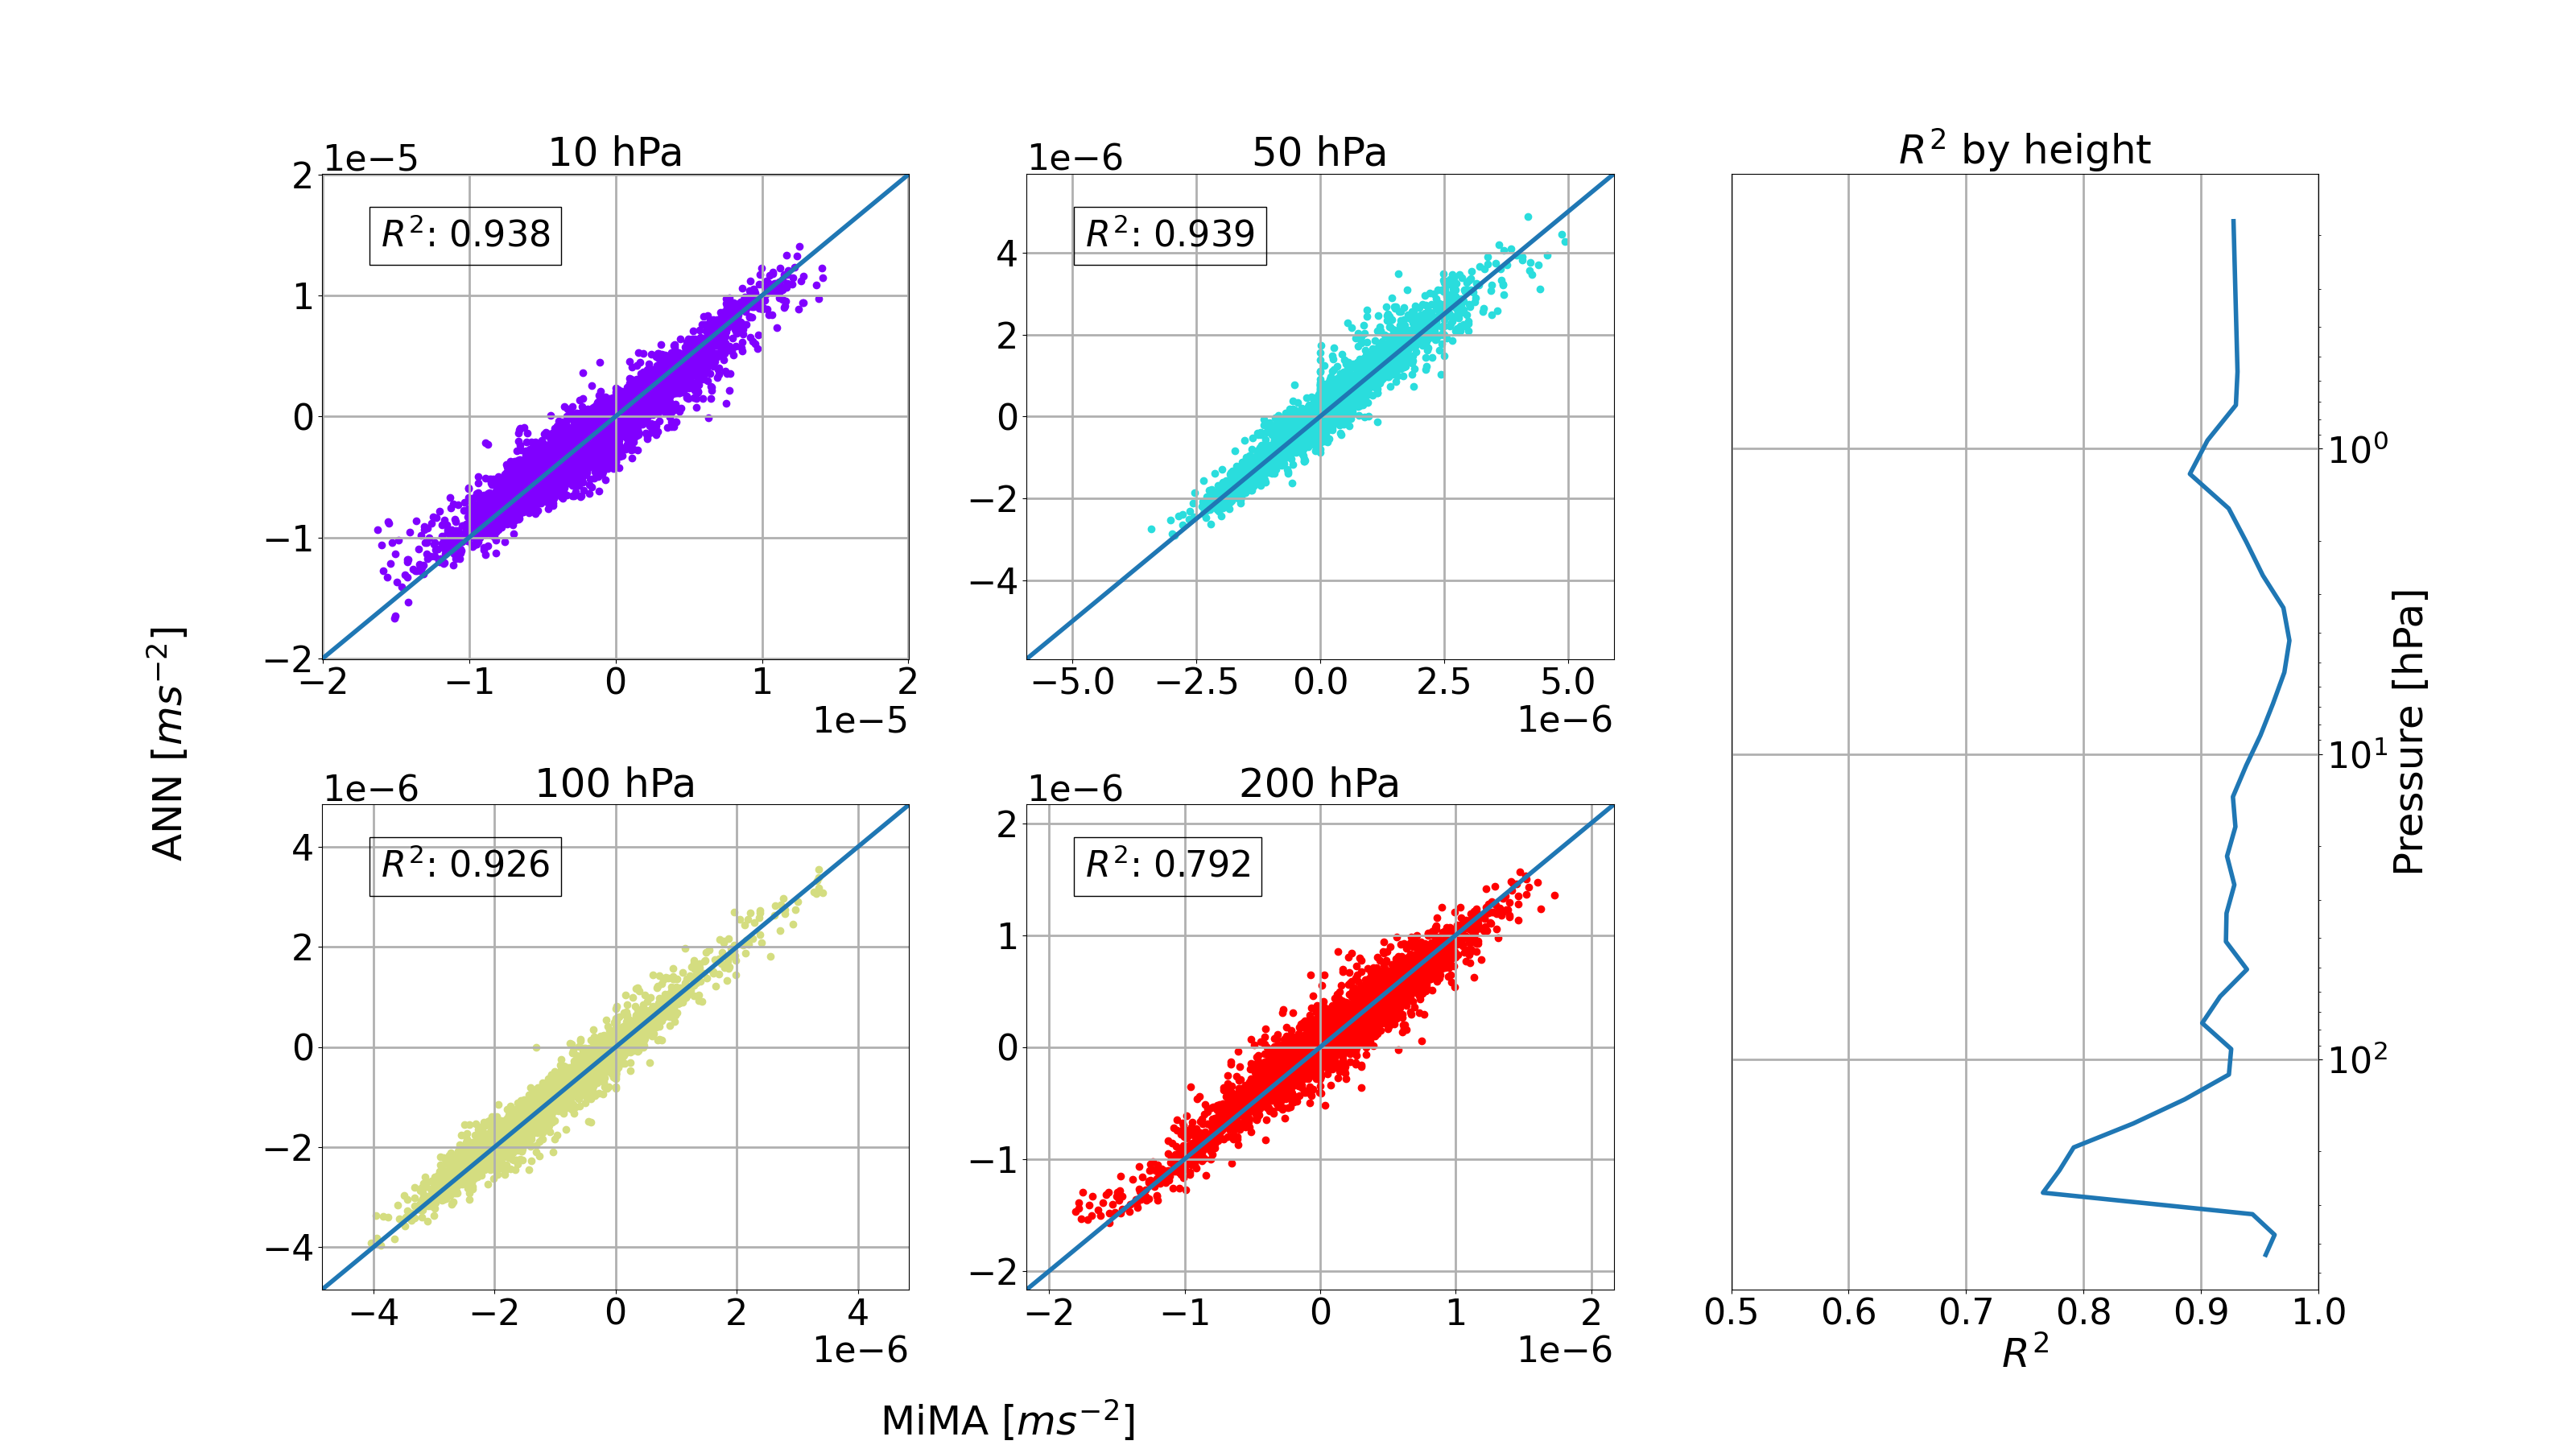 10 hPa
1e−5
2
1
0
−1
−2
R²: 0.938
−2 −1 0 1 2
1e−5
50 hPa
1e−6
4
2
0
−2
−4
R²: 0.939
−5.0 −2.5 0.0 2.5 5.0
1e−6
100 hPa
1e−6
4
2
0
−2
−4
R²: 0.926
−4 −2 0 2 4
1e−6
200 hPa
1e−6
2
1
0
−1
−2
R²: 0.792
−2 −1 0 1 2
1e−6
ANN [ms⁻²]
MiMA [ms⁻²]
R² by height
10⁰
10¹
10²
Pressure [hPa]
0.5 0.6 0.7 0.8 0.9 1.0
R²